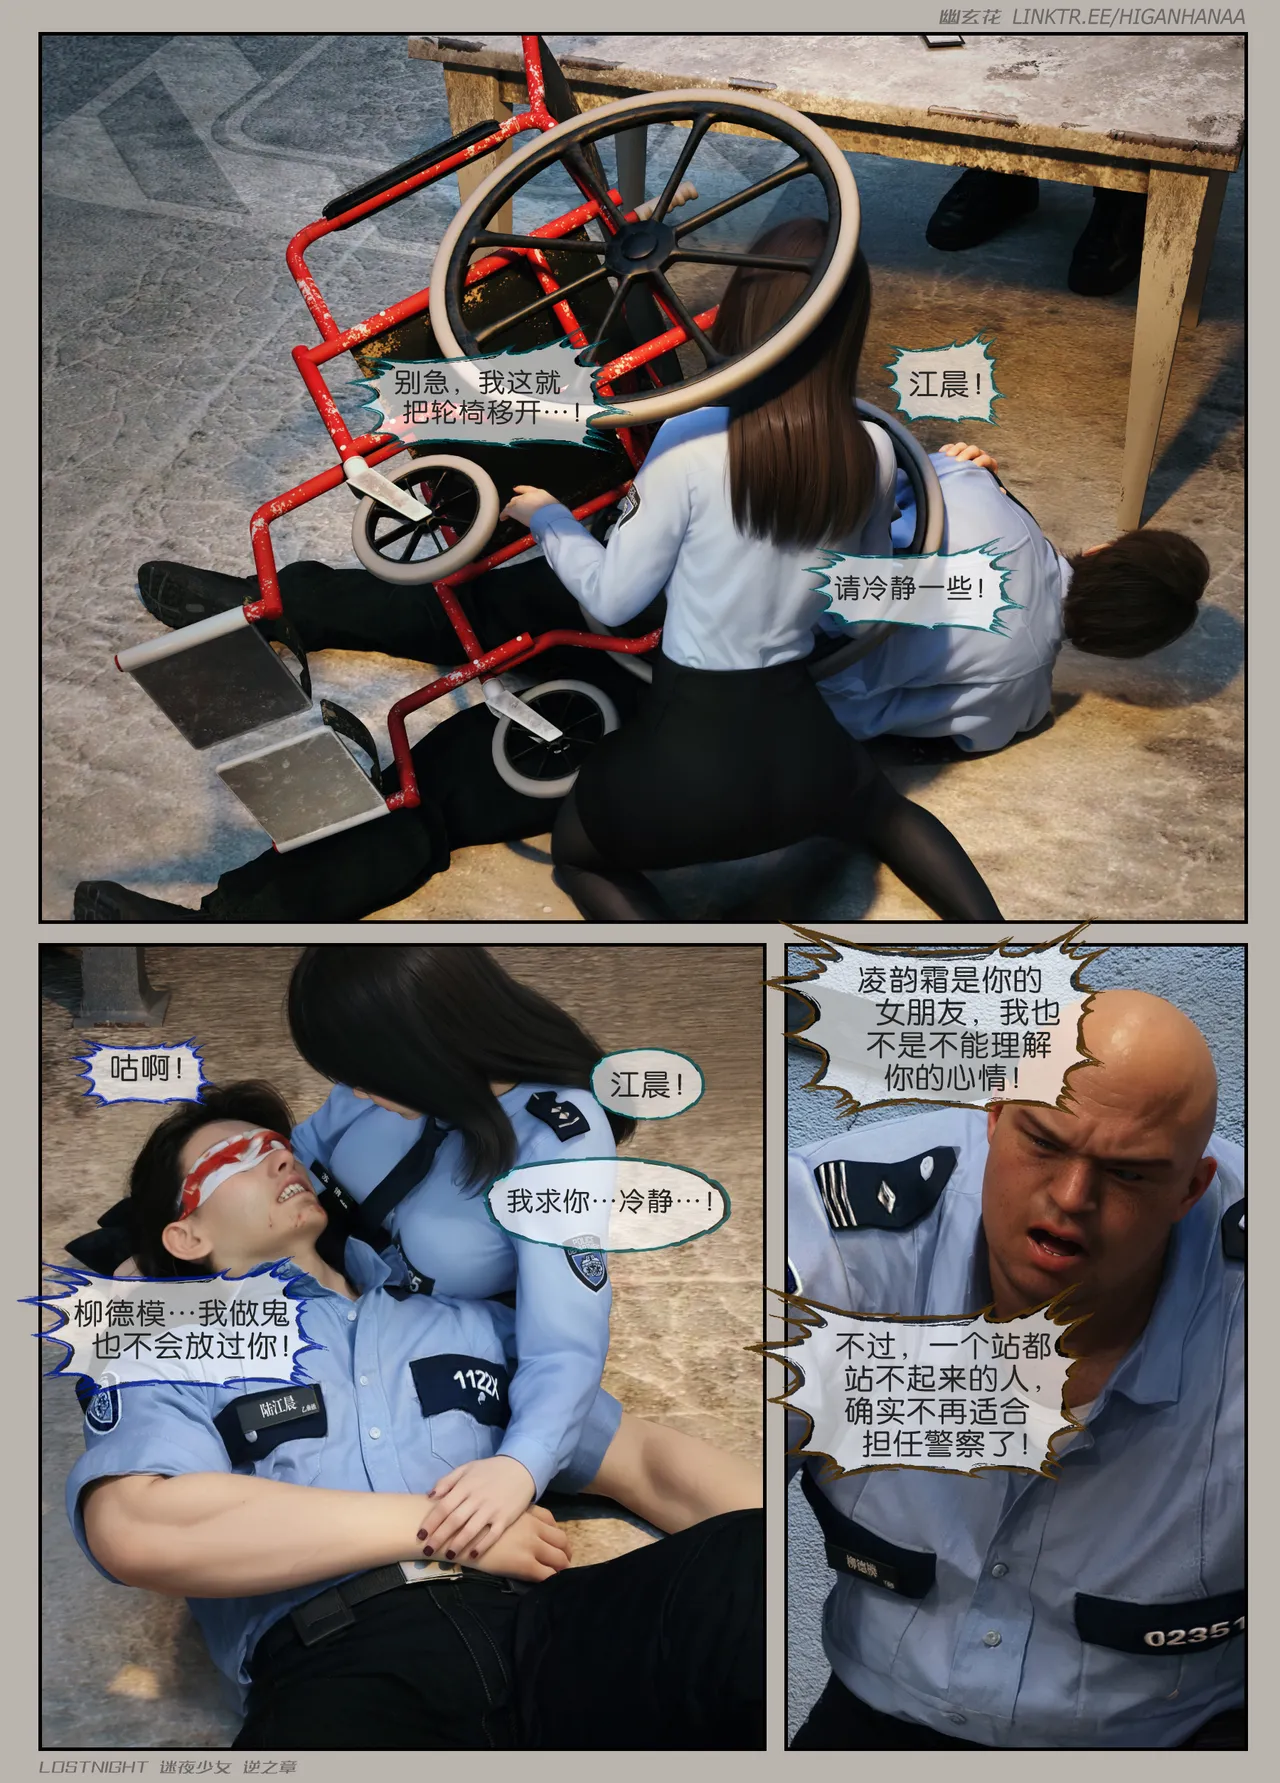 幽玄花 LINKTR.EE/HIGANHANAA
别急，我这就
把轮椅移开…！
江晨！
请冷静一些！
咕啊！
江晨！
我求你…冷静…！
柳德模…我做鬼
也不会放过你！
1122X
陆江晨
凌韵霜是你的
女朋友，我也
不是不能理解
你的心情！
不过，一个站都
站不起来的人，
确实不再适合
担任警察了！
柳德模
02351
LOSTNIGHT 迷夜少女 逆之章